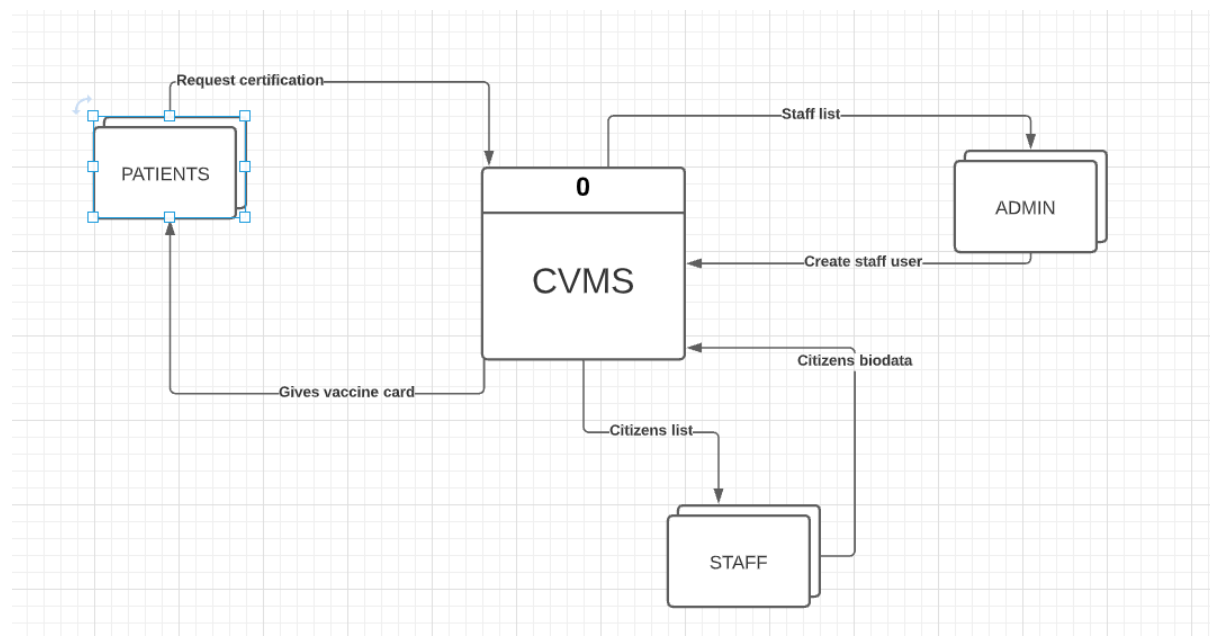 Request certification
Staff list
PATIENTS
0
ADMIN
Create staff user
CVMS
Citizens biodata
Gives vaccine card
Citizens list
STAFF